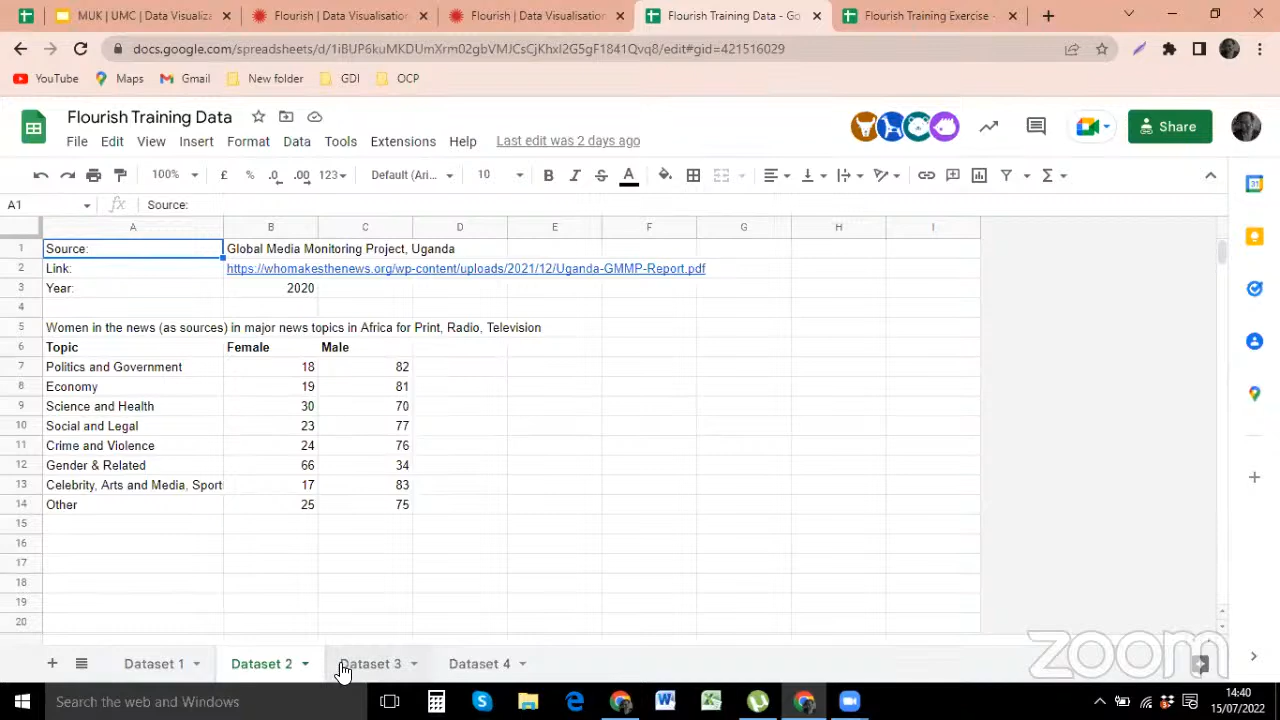 MUK | UMC | Data Visualiza
Flourish | Data Visualisation
Flourish | Data Visualisation
Flourish Training Data - Go
Flourish Training Exercise -
docs.google.com/spreadsheets/d/1iBUP6kuMKDUmXrm02gbVMJCsCjKhxl2G5gF1841Qvq8/edit#gid=421516029
YouTube Maps Gmail New folder GDI OCP
Flourish Training Data
File Edit View Insert Format Data Tools Extensions Help Last edit was 2 days ago
Share
100% £ % .0 .00 123 Default (Ari... 10 B I S A
A1 fx Source:
A B C D E F G H I
1 Source: Global Media Monitoring Project, Uganda
2 Link: https://whomakesthenews.org/wp-content/uploads/2021/12/Uganda-GMMP-Report.pdf
3 Year: 2020
4
5 Women in the news (as sources) in major news topics in Africa for Print, Radio, Television
6 Topic Female Male
7 Politics and Government 18 82
8 Economy 19 81
9 Science and Health 30 70
10 Social and Legal 23 77
11 Crime and Violence 24 76
12 Gender & Related 66 34
13 Celebrity, Arts and Media, Sport 17 83
14 Other 25 75
15
16
17
18
19
20
Dataset 1 Dataset 2 Dataset 3 Dataset 4
zoom
Search the web and Windows
14:40
15/07/2022